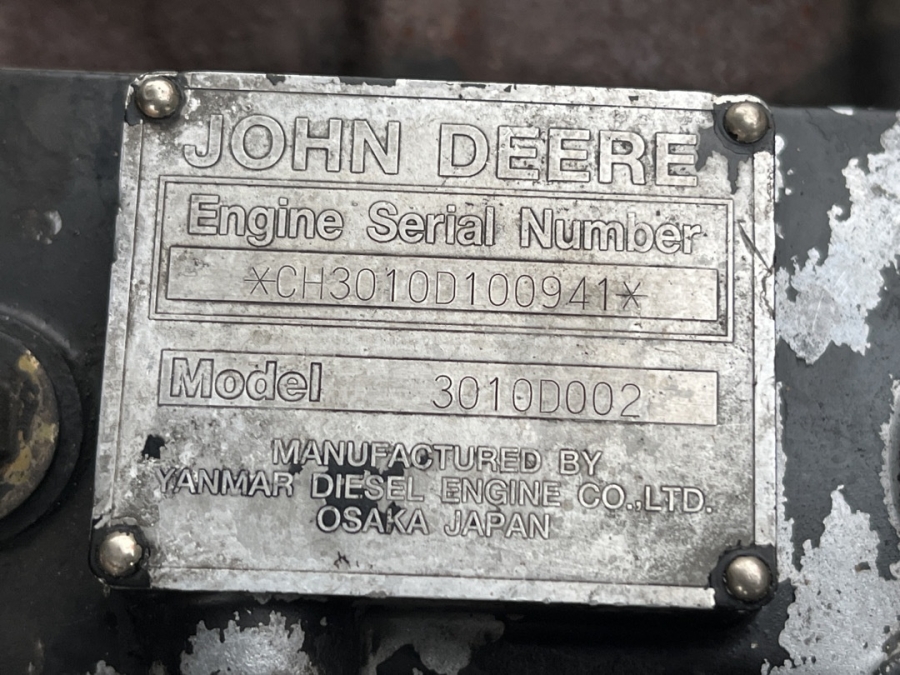 JOHN DEERE
Engine Serial Number
*CH3010D100941*
Model 3010D002
MANUFACTURED BY
YANMAR DIESEL ENGINE CO.,LTD.
OSAKA JAPAN